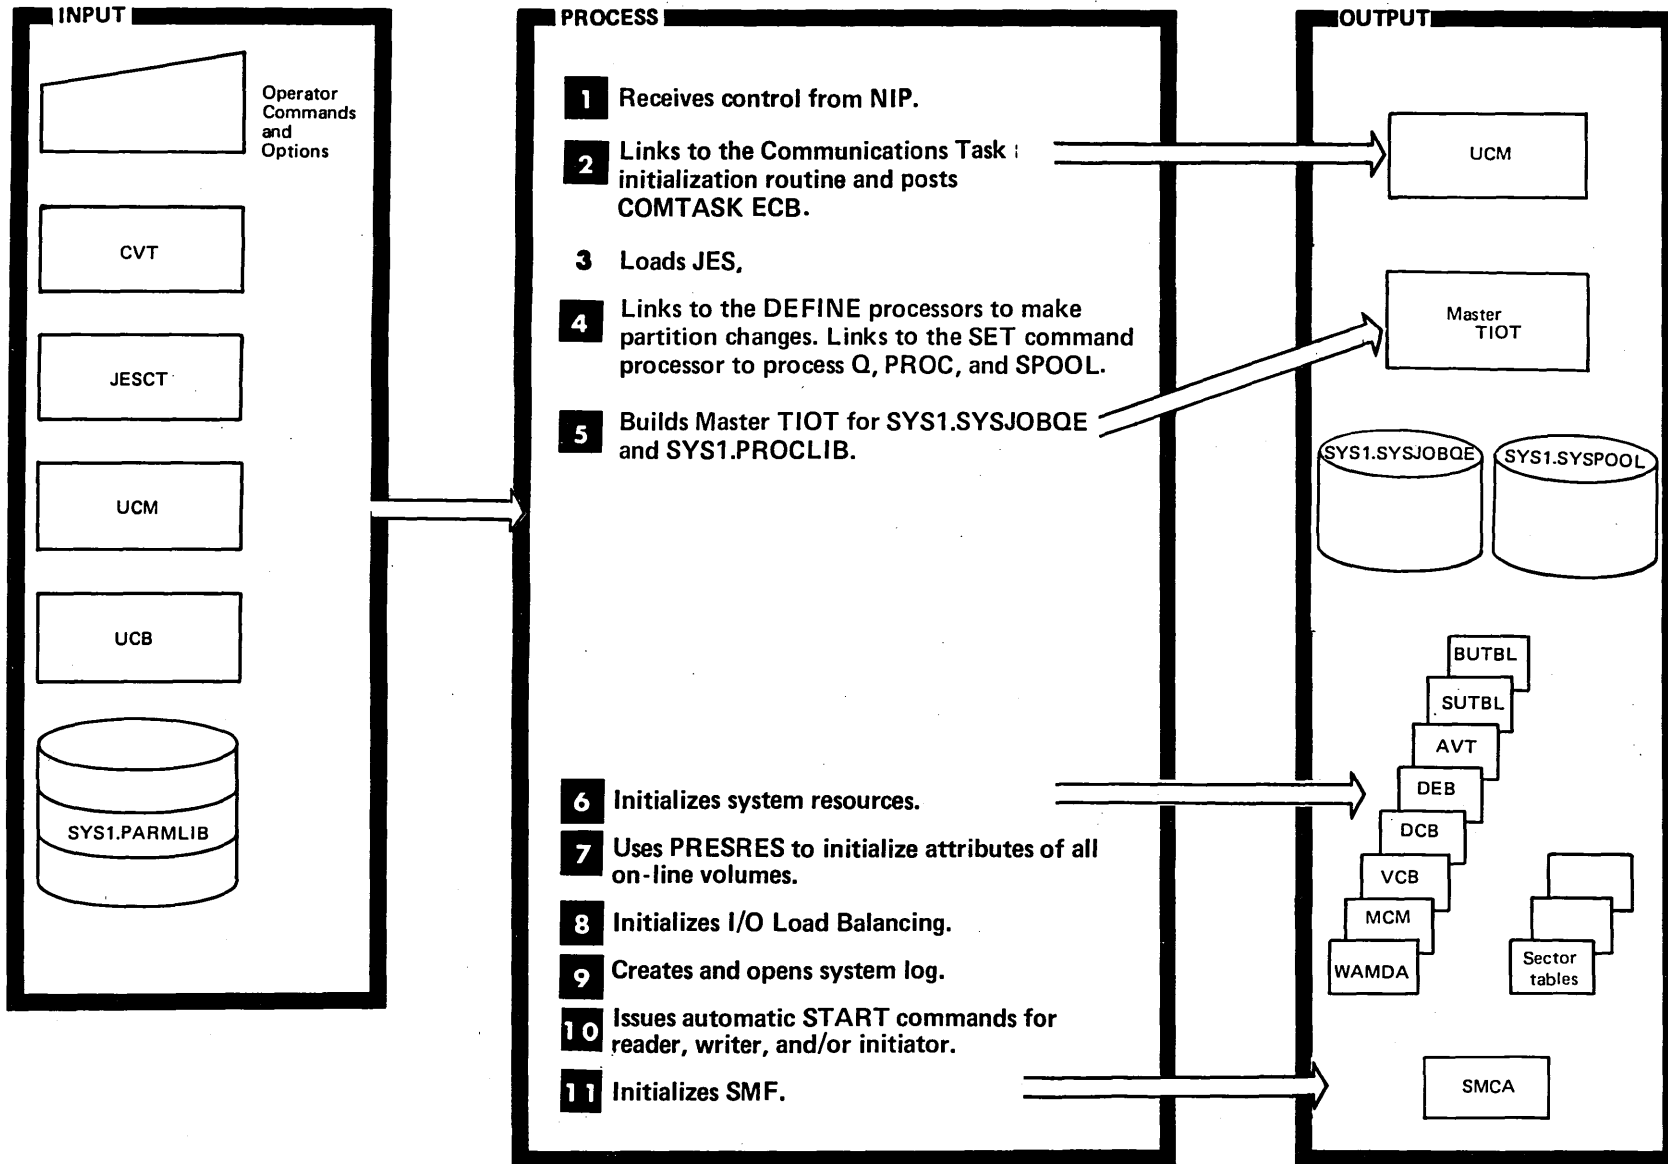 INPUT
Operator
Commands
and
Options
CVT
JESCT
UCM
UCB
SYS1.PARMLIB
PROCESS
1 Receives control from NIP.
2 Links to the Communications Task
initialization routine and posts
COMTASK ECB.
3 Loads JES.
4 Links to the DEFINE processors to make
partition changes. Links to the SET command
processor to process Q, PROC, and SPOOL.
5 Builds Master TIOT for SYS1.SYSJOBQE
and SYS1.PROCLIB.
6 Initializes system resources.
7 Uses PRESRES to initialize attributes of all
on-line volumes.
8 Initializes I/O Load Balancing.
9 Creates and opens system log.
10 Issues automatic START commands for
reader, writer, and/or initiator.
11 Initializes SMF.
OUTPUT
UCM
Master
TIOT
SYS1.SYSJOBQE
SYS1.SYSPOOL
BUTBL
SUTBL
AVT
DEB
DCB
VCB
MCM
WAMDA
Sector
tables
SMCA